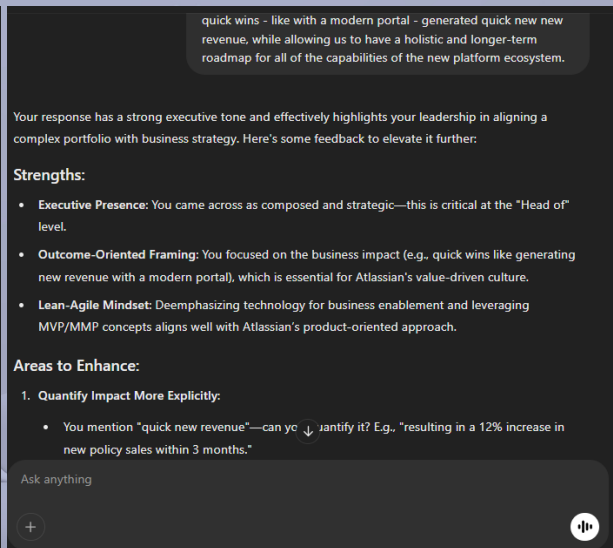 quick wins - like with a modern portal - generated quick new new
revenue, while allowing us to have a holistic and longer-term
roadmap for all of the capabilities of the new platform ecosystem.
Your response has a strong executive tone and effectively highlights your leadership in aligning a
complex portfolio with business strategy. Here's some feedback to elevate it further:
Strengths:
• Executive Presence: You came across as composed and strategic—this is critical at the "Head of"
level.
• Outcome-Oriented Framing: You focused on the business impact (e.g., quick wins like generating
new revenue with a modern portal), which is essential for Atlassian's value-driven culture.
• Lean-Agile Mindset: Deemphasizing technology for business enablement and leveraging
MVP/MMP concepts aligns well with Atlassian's product-oriented approach.
Areas to Enhance:
1. Quantify Impact More Explicitly:
• You mention "quick new revenue"—can it? E.g., "resulting in a 12% increase in
new policy sales within 3 months."
Ask anything